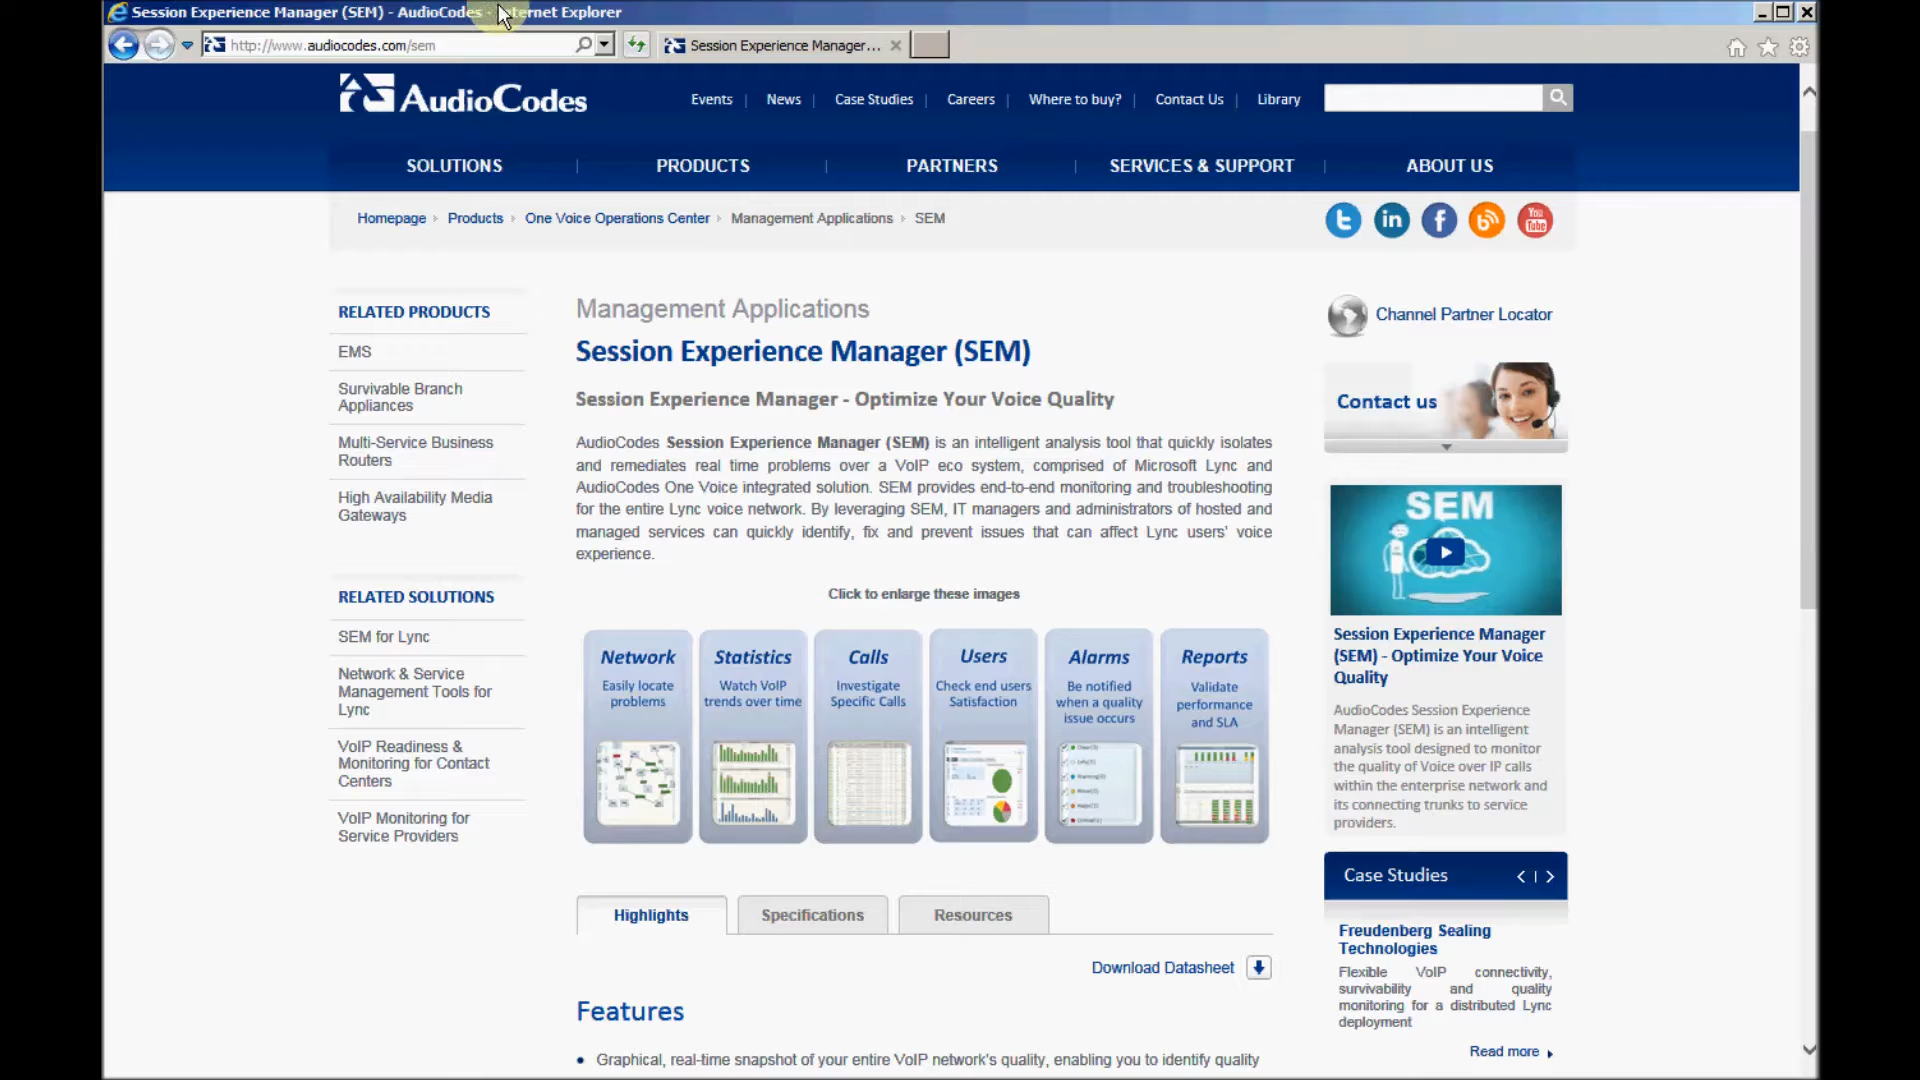 Session Experience Manager (SEM) - AudioCodes - Internet Explorer
http://www.audiocodes.com/sem
Session Experience Manager...
AudioCodes
Events
News
Case Studies
Careers
Where to buy?
Contact Us
Library
SOLUTIONS
PRODUCTS
PARTNERS
SERVICES & SUPPORT
ABOUT US
Homepage
Products
One Voice Operations Center
Management Applications
SEM
in
You
Tube
RELATED PRODUCTS
EMS
Survivable Branch
Appliances
Multi-Service Business
Routers
High Availability Media
Gateways
RELATED SOLUTIONS
SEM for Lync
Network & Service
Management Tools for
Lync
VoIP Readiness &
Monitoring for Contact
Centers
VoIP Monitoring for
Service Providers
Management Applications
Session Experience Manager (SEM)
Session Experience Manager - Optimize Your Voice Quality
AudioCodes Session Experience Manager (SEM) is an intelligent analysis tool that quickly isolates
and remediates real time problems over a VoIP eco system, comprised of Microsoft Lync and
AudioCodes One Voice integrated solution. SEM provides end-to-end monitoring and troubleshooting
for the entire Lync voice network. By leveraging SEM, IT managers and administrators of hosted and
managed services can quickly identify, fix and prevent issues that can affect Lync users' voice
experience.
Click to enlarge these images
Network
Easily locate
problems
Statistics
Watch VoIP
trends over time
Calls
Investigate
Specific Calls
Users
Check end users
Satisfaction
Alarms
Be notified
when a quality
issue occurs
Reports
Validate
performance
and SLA
Highlights
Specifications
Resources
Download Datasheet
Features
Graphical, real-time snapshot of your entire VoIP network's quality, enabling you to identify quality
Channel Partner Locator
Contact us
SEM
Session Experience Manager
(SEM) - Optimize Your Voice
Quality
AudioCodes Session Experience
Manager (SEM) is an intelligent
analysis tool designed to monitor
the quality of Voice over IP calls
within the enterprise network and
its connecting trunks to service
providers.
Case Studies
Freudenberg Sealing
Technologies
Flexible VoIP connectivity,
survivability and quality
monitoring for a distributed Lync
deployment
Read more